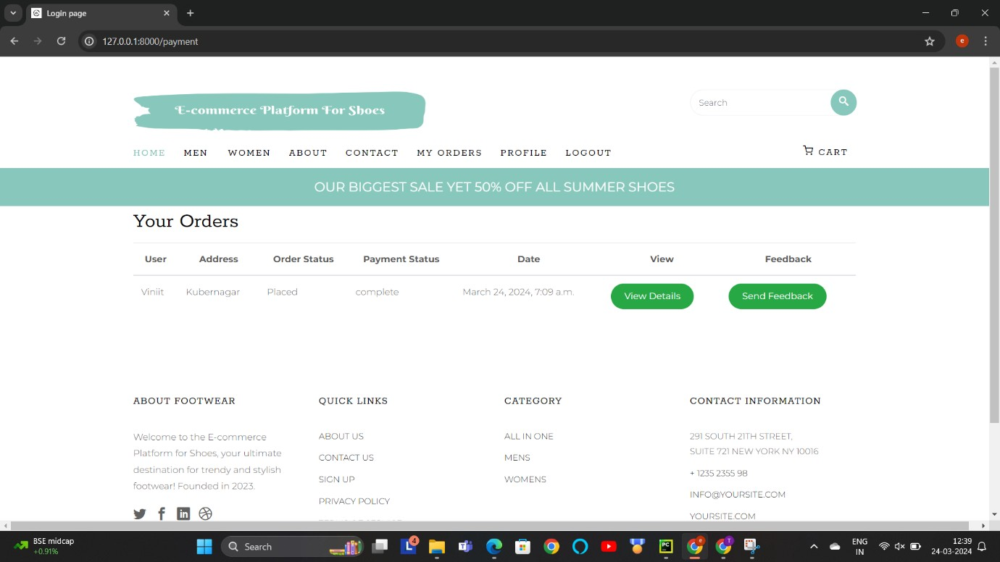 Login page
127.0.0.1:8000/payment
e
E-commerce Platform For Shoes
Search
HOME MEN WOMEN ABOUT CONTACT MY ORDERS PROFILE LOGOUT CART
OUR BIGGEST SALE YET 50% OFF ALL SUMMER SHOES
Your Orders
User Address Order Status Payment Status Date View Feedback
Viniit Kubernagar Placed complete March 24, 2024, 7:09 a.m. View Details Send Feedback
ABOUT FOOTWEAR
Welcome to the E-commerce
Platform for Shoes, your ultimate
destination for trendy and stylish
footwear! Founded in 2023.
QUICK LINKS
ABOUT US
CONTACT US
SIGN UP
PRIVACY POLICY
CATEGORY
ALL IN ONE
MENS
WOMENS
CONTACT INFORMATION
291 SOUTH 21TH STREET,
SUITE 721 NEW YORK NY 10016
+ 1235 2355 98
INFO@YOURSITE.COM
YOURSITE.COM
BSE midcap
+0.91%
Search
4
PC
e
T
ENG
IN
12:39
24-03-2024